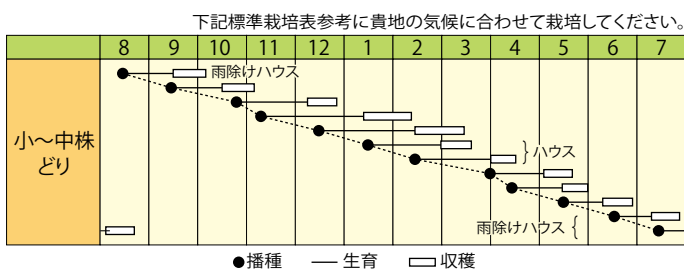 下記標準栽培表参考に貴地の気候に合わせて栽培してください。
8 9 10 11 12 1 2 3 4 5 6 7
雨除けハウス
小〜中株
どり
ハウス
雨除けハウス
●播種 ― 生育 収穫